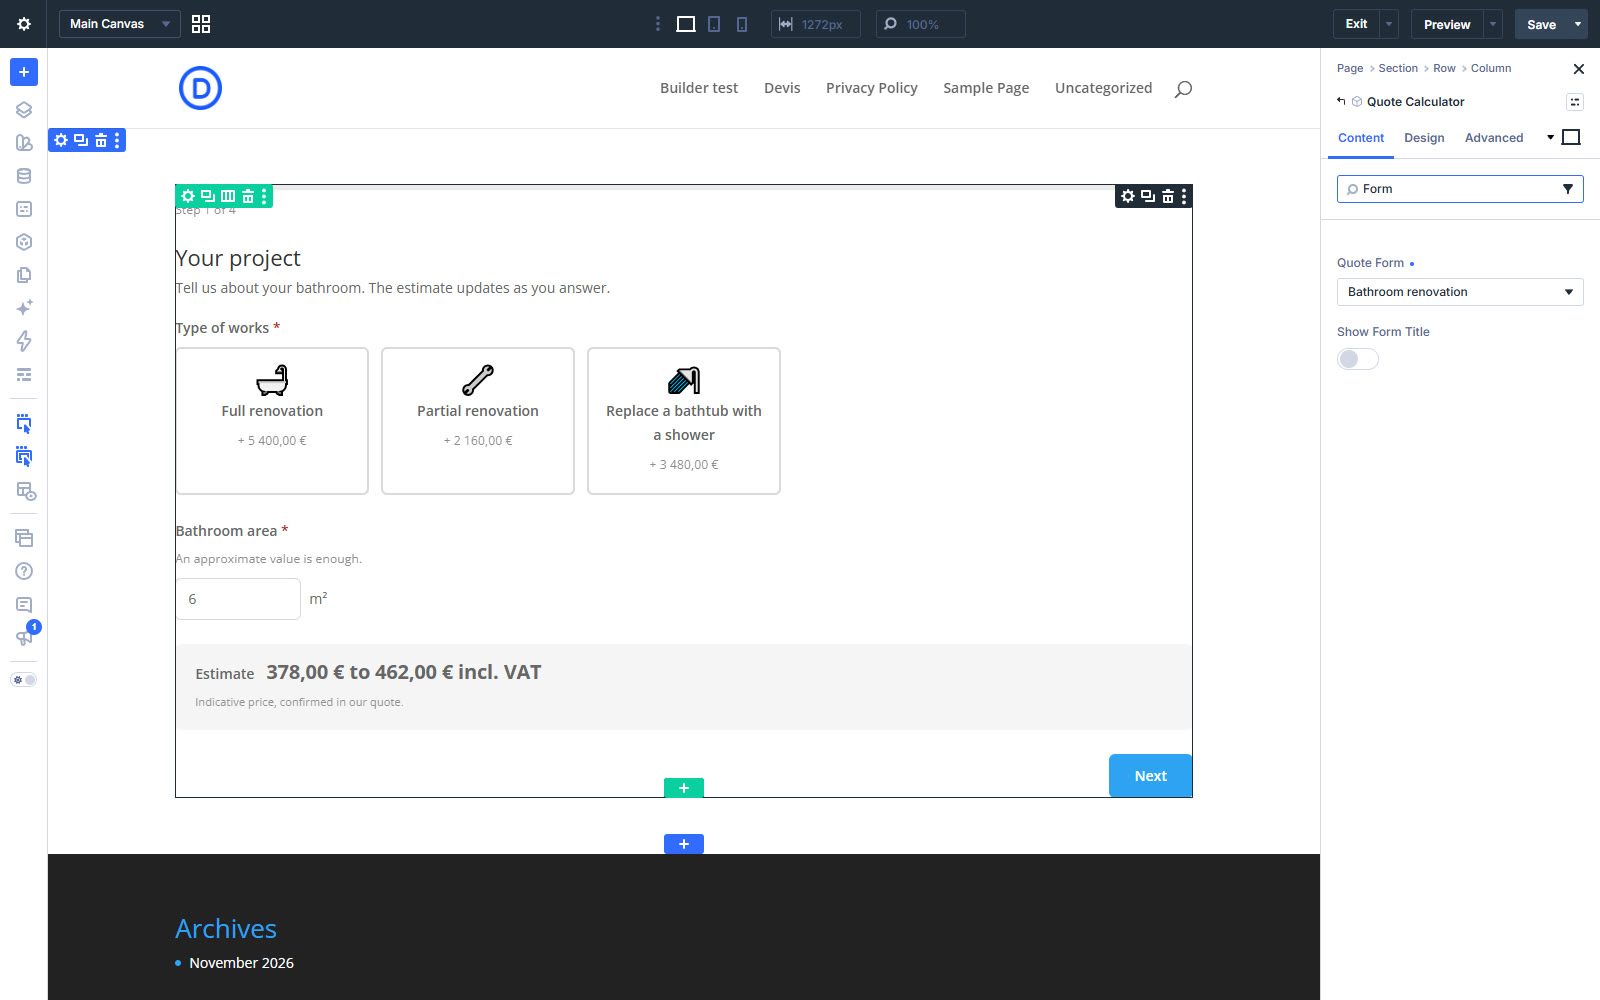 Main Canvas
1272px
100%
Exit
Preview
Save
D
Builder test
Devis
Privacy Policy
Sample Page
Uncategorized
Page > Section > Row > Column
Quote Calculator
Content
Design
Advanced
Form
Quote Form
Bathroom renovation
Show Form Title
Step 1 of 4
Your project
Tell us about your bathroom. The estimate updates as you answer.
Type of works *
Full renovation
+ 5 400,00 €
Partial renovation
+ 2 160,00 €
Replace a bathtub with
a shower
+ 3 480,00 €
Bathroom area *
An approximate value is enough.
6
m²
Estimate 378,00 € to 462,00 € incl. VAT
Indicative price, confirmed in our quote.
Next
1
Archives
November 2026